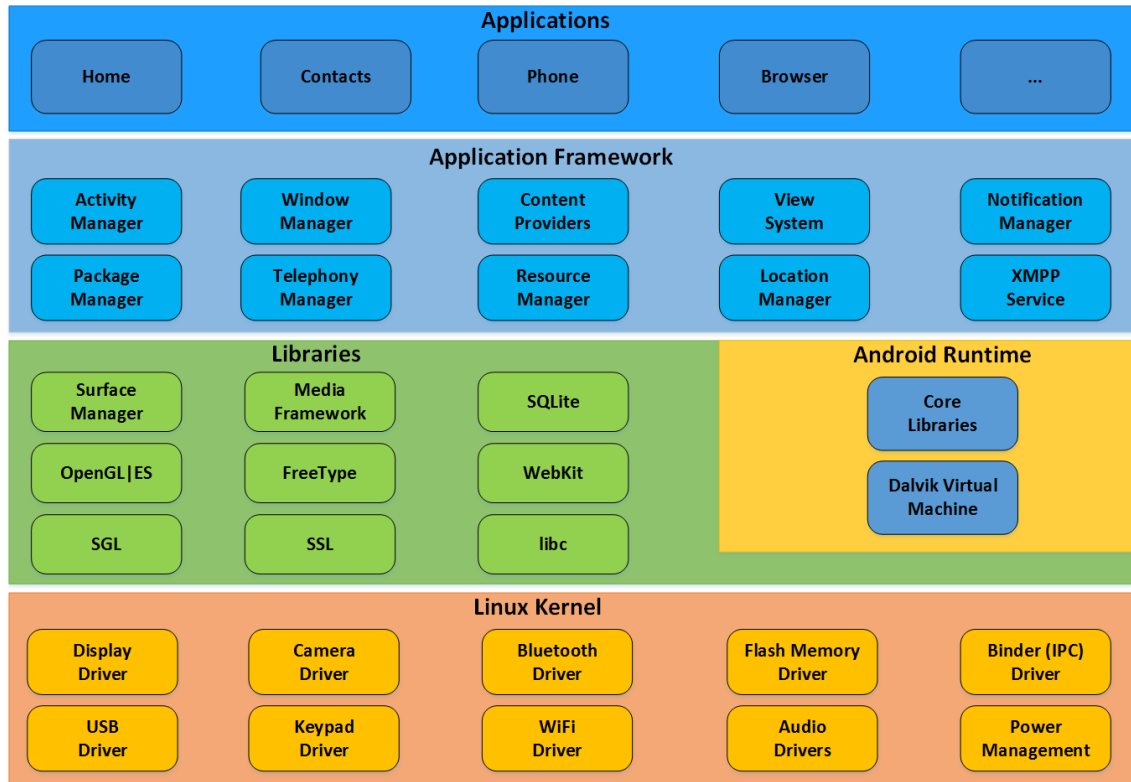 Applications
Home
Contacts
Phone
Browser
...
Application Framework
Activity
Manager
Window
Manager
Content
Providers
View
System
Notification
Manager
Package
Manager
Telephony
Manager
Resource
Manager
Location
Manager
XMPP
Service
Libraries
Surface
Manager
Media
Framework
SQLite
OpenGL|ES
FreeType
WebKit
SGL
SSL
libc
Android Runtime
Core
Libraries
Dalvik Virtual
Machine
Linux Kernel
Display
Driver
Camera
Driver
Bluetooth
Driver
Flash Memory
Driver
Binder (IPC)
Driver
USB
Driver
Keypad
Driver
WiFi
Driver
Audio
Drivers
Power
Management